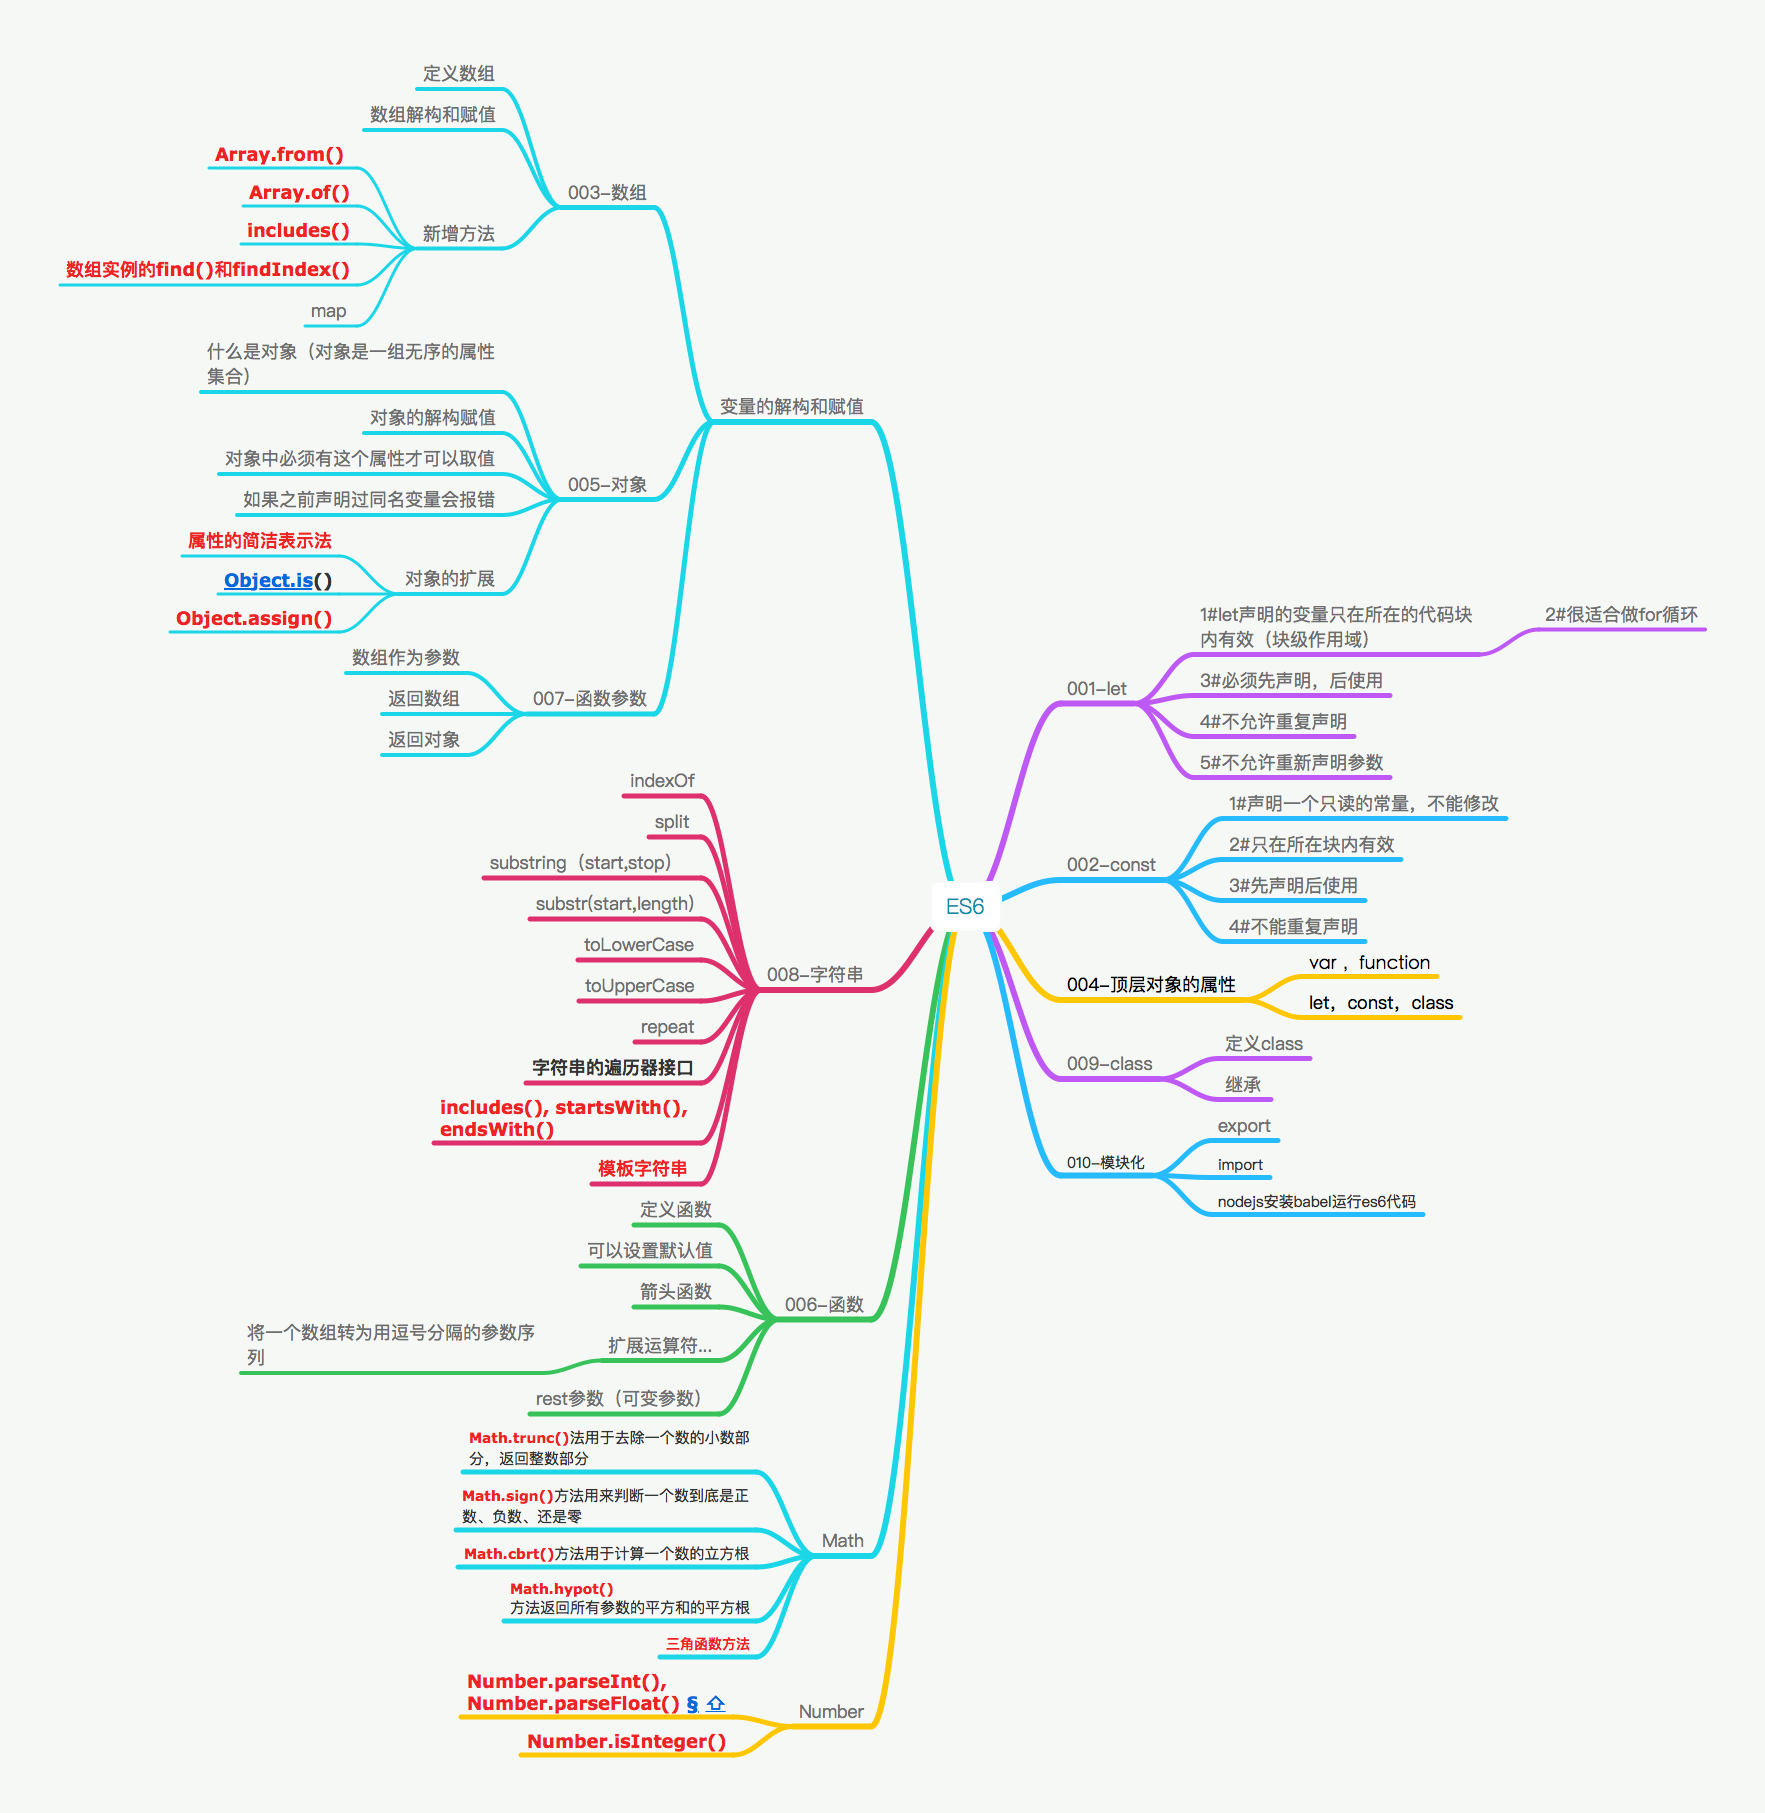 定义数组
数组解构和赋值
Array.from()
Array.of()
includes()
数组实例的find()和findIndex()
map
新增方法
003-数组
什么是对象（对象是一组无序的属性
集合）
对象的解构赋值
对象中必须有这个属性才可以取值
如果之前声明过同名变量会报错
属性的简洁表示法
Object.is()
Object.assign()
对象的扩展
005-对象
数组作为参数
返回数组
返回对象
007-函数参数
变量的解构和赋值
indexOf
split
substring（start,stop）
substr(start,length)
toLowerCase
toUpperCase
repeat
字符串的遍历器接口
includes(), startsWith(),
endsWith()
模板字符串
008-字符串
定义函数
可以设置默认值
箭头函数
将一个数组转为用逗号分隔的参数序
列
扩展运算符...
rest参数（可变参数）
006-函数
Math.trunc()法用于去除一个数的小数部
分，返回整数部分
Math.sign()方法用来判断一个数到底是正
数、负数、还是零
Math.cbrt()方法用于计算一个数的立方根
Math.hypot()
方法返回所有参数的平方和的平方根
三角函数方法
Math
Number.parseInt(),
Number.parseFloat() § ⇧
Number.isInteger()
Number
ES6
001-let
1#let声明的变量只在所在的代码块
内有效（块级作用域）
2#很适合做for循环
3#必须先声明，后使用
4#不允许重复声明
5#不允许重新声明参数
002-const
1#声明一个只读的常量，不能修改
2#只在所在块内有效
3#先声明后使用
4#不能重复声明
004-顶层对象的属性
var ，function
let，const，class
009-class
定义class
继承
010-模块化
export
import
nodejs安装babel运行es6代码